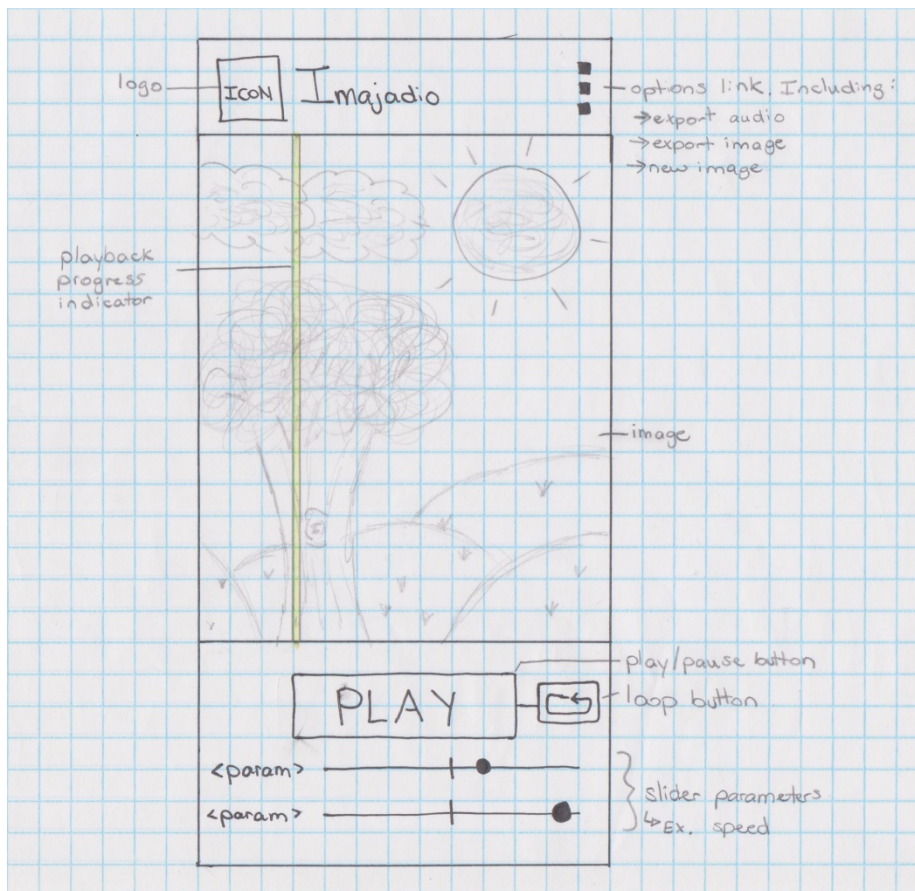 logo
ICON
Imajadio
options link. Including:
→export audio
→export image
→new image
playback
progress
indicator
image
PLAY
play/pause button
loop button
<param>
<param>
slider parameters
↳Ex. speed